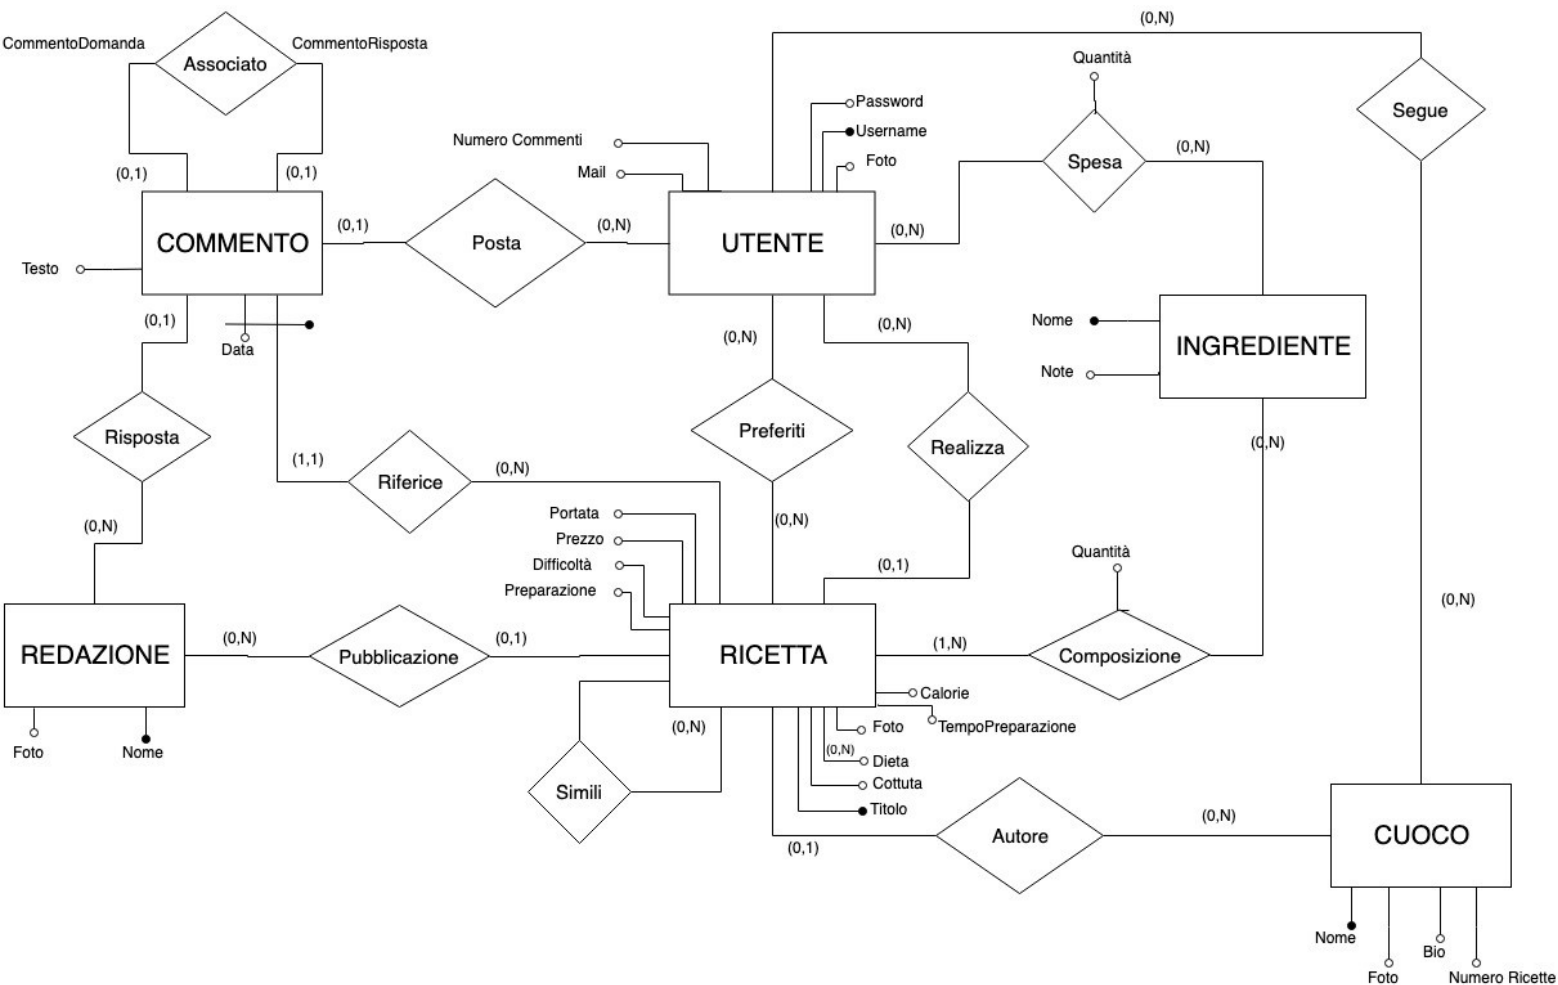 (0,N)
CommentoDomanda
CommentoRisposta
Associato
Quantità
Password
Segue
Numero Commenti
Username
Foto
Spesa
(0,N)
Mail
(0,1)
(0,1)
COMMENTO
(0,1)
Posta
(0,N)
UTENTE
(0,N)
Testo
(0,1)
Data
(0,N)
(0,N)
Nome
INGREDIENTE
Note
Risposta
Preferiti
Realizza
(0,N)
(1,1)
Riferice
(0,N)
Portata
(0,N)
(0,N)
Prezzo
Quantità
Difficoltà
(0,1)
Preparazione
(0,N)
REDAZIONE
(0,N)
Pubblicazione
(0,1)
RICETTA
(1,N)
Composizione
Calorie
(0,N)
Foto
TempoPreparazione
Foto
Nome
(0,N)
Dieta
Simili
Cottuta
Titolo
(0,1)
Autore
(0,N)
CUOCO
Nome
Bio
Foto
Numero Ricette